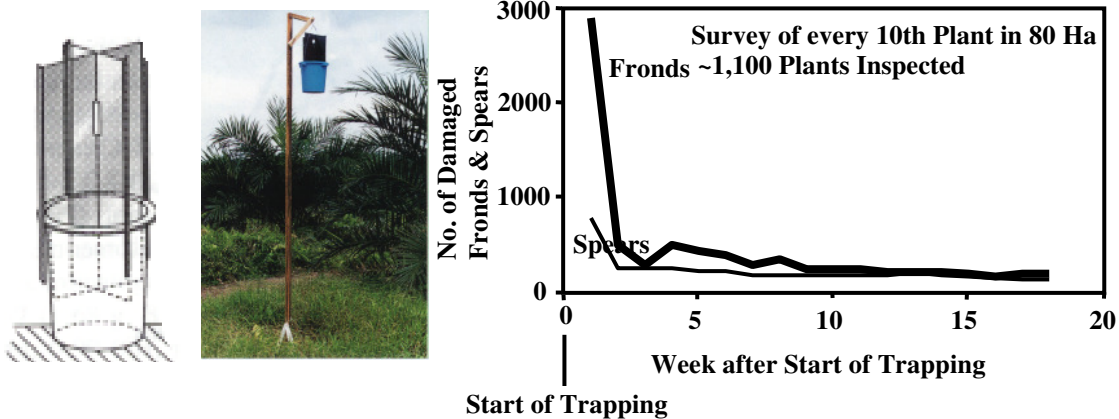 3000
2000
1000
0
No. of Damaged
Fronds & Spears
Survey of every 10th Plant in 80 Ha
Fronds ~1,100 Plants Inspected
Spears
0 5 10 15 20
Week after Start of Trapping
Start of Trapping